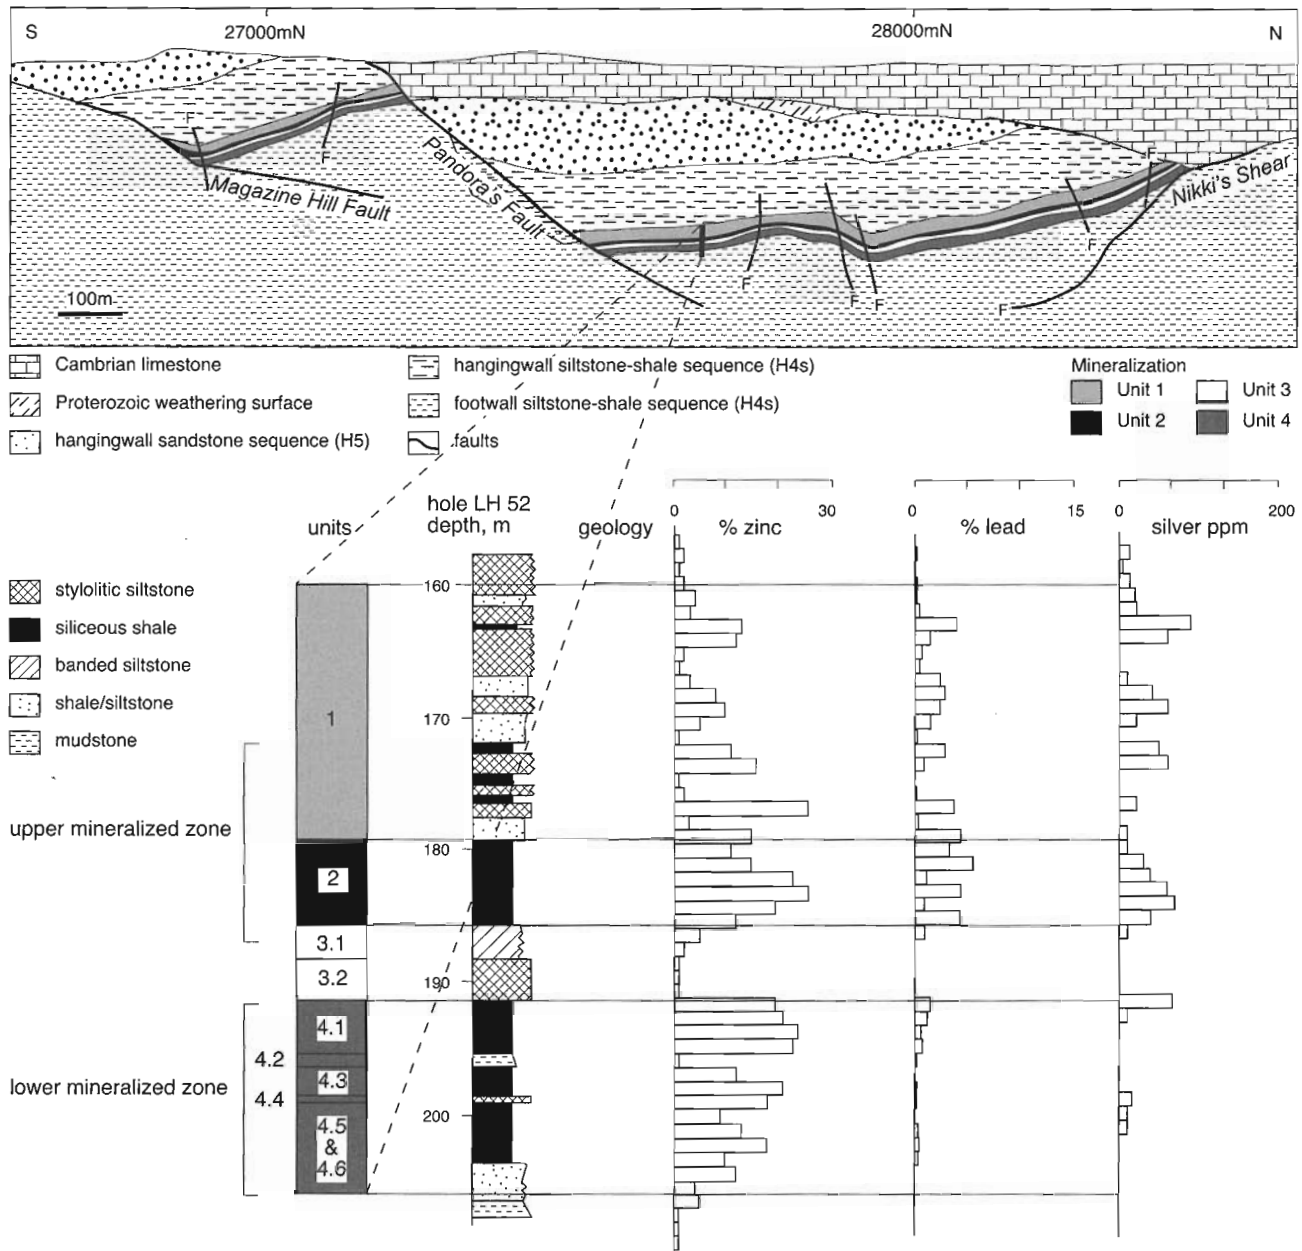 S 27000mN 28000mN N
F
F
Magazine Hill Fault
Pandora's Fault
F
F
F
F
F
F
Nikki's Shear
100m
Cambrian limestone
Proterozoic weathering surface
hangingwall sandstone sequence (H5)
hangingwall siltstone-shale sequence (H4s)
footwall siltstone-shale sequence (H4s)
faults
Mineralization
Unit 1
Unit 2
Unit 3
Unit 4
units
hole LH 52
depth, m
geology
0 30
% zinc
0 15
% lead
0 200
silver ppm
stylolitic siltstone
siliceous shale
banded siltstone
shale/siltstone
mudstone
upper mineralized zone
lower mineralized zone
1
2
3.1
3.2
4.1
4.2
4.3
4.4
4.5
&
4.6
160
170
180
190
200